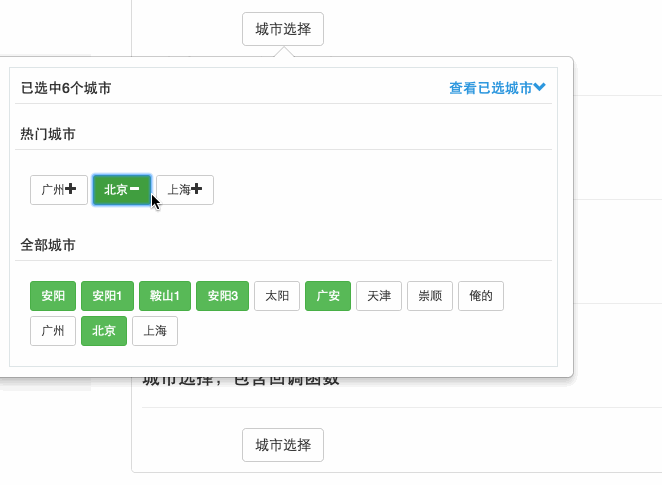 城市选择
已选中6个城市 查看已选城市
热门城市
广州 北京 上海
全部城市
安阳 安阳1 鞍山1 安阳3 太阳 广安 天津 崇顺 俺的
广州 北京 上海
城市选择，包含回调函数
城市选择